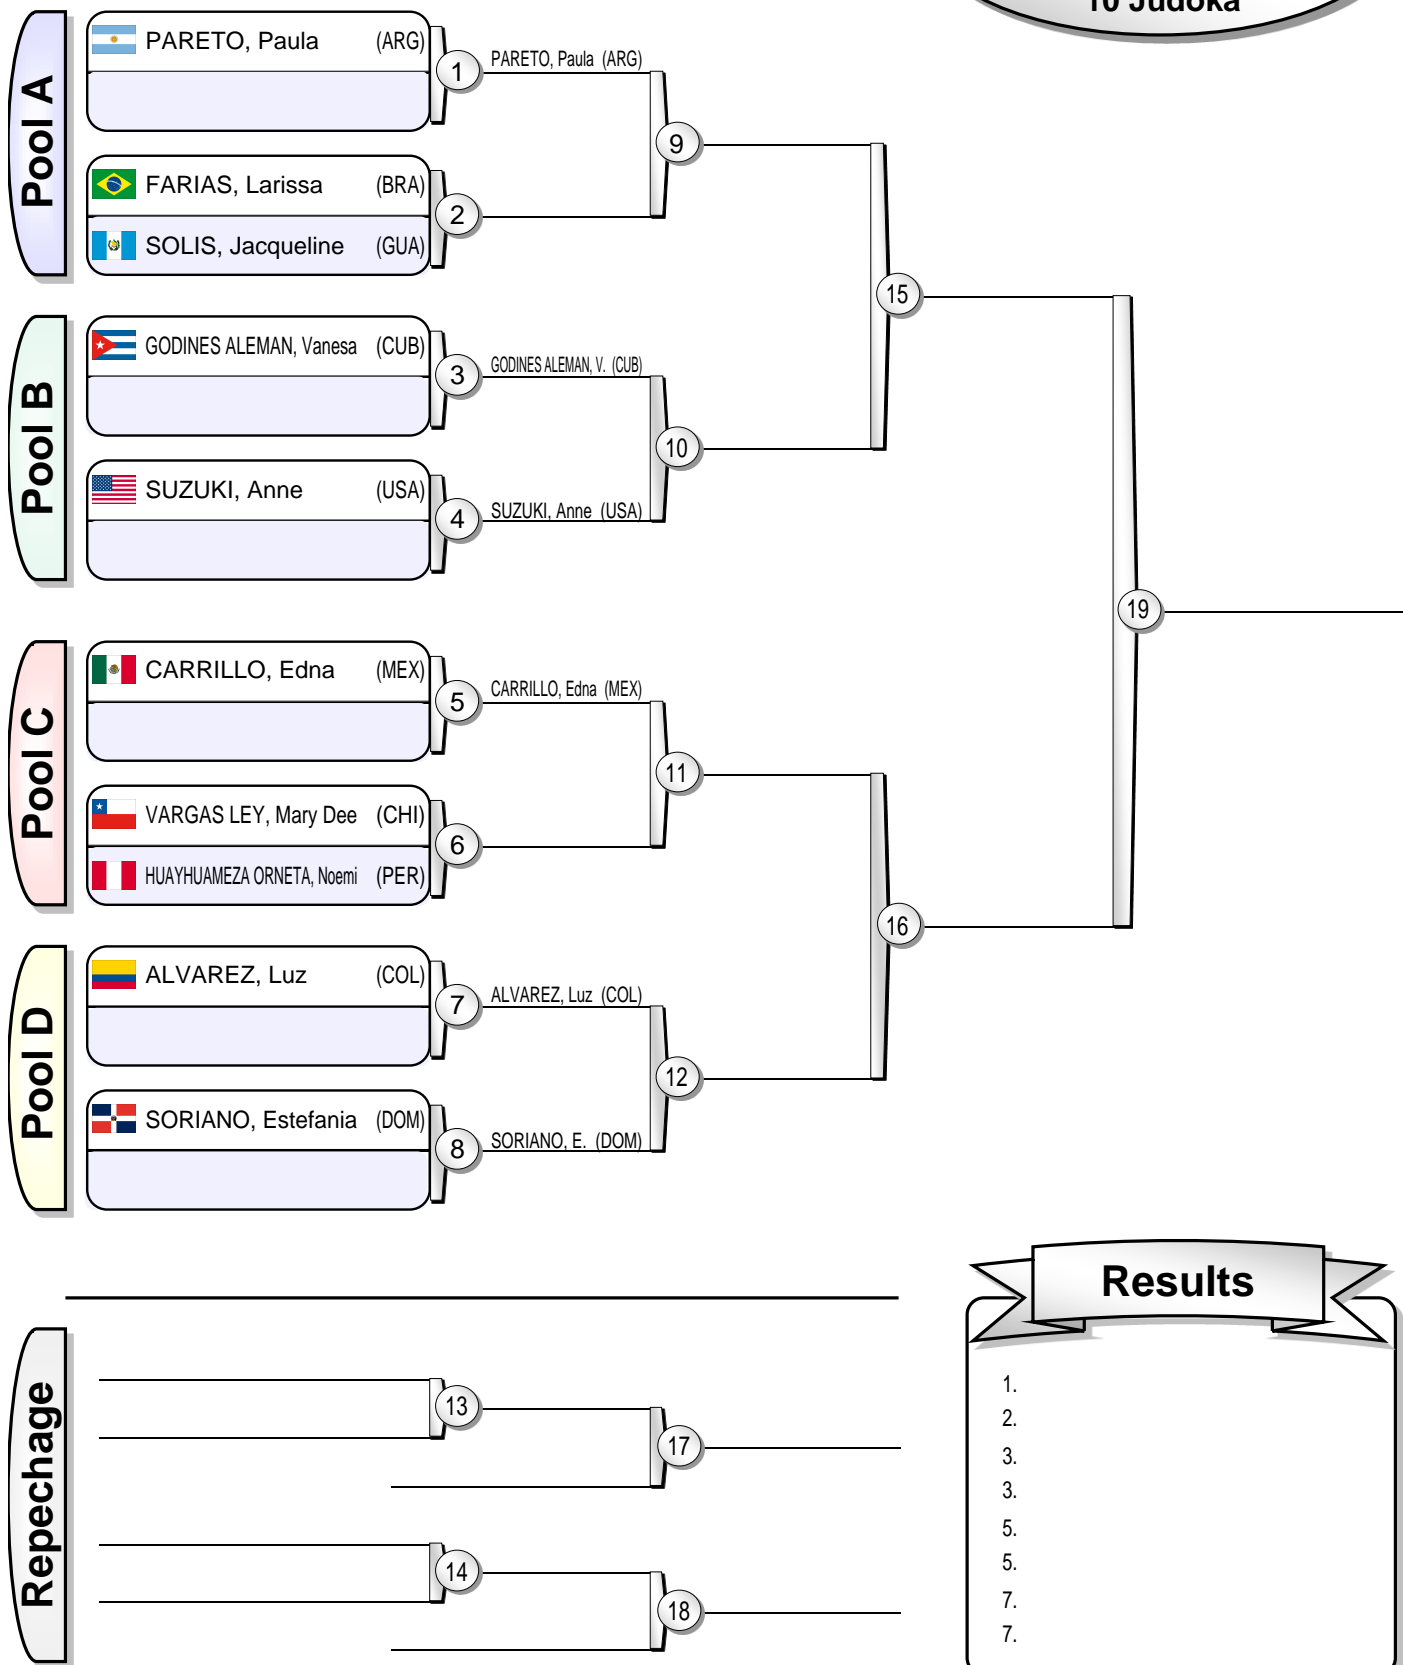 10 Judoka
Pool A
PARETO, Paula (ARG)
1
PARETO, Paula (ARG)
9
FARIAS, Larissa (BRA)
2
SOLIS, Jacqueline (GUA)
15
Pool B
GODINES ALEMAN, Vanesa (CUB)
3
GODINES ALEMAN, V. (CUB)
10
SUZUKI, Anne (USA)
4
SUZUKI, Anne (USA)
19
Pool C
CARRILLO, Edna (MEX)
5
CARRILLO, Edna (MEX)
11
VARGAS LEY, Mary Dee (CHI)
6
HUAYHUAMEZA ORNETA, Noemi (PER)
16
Pool D
ALVAREZ, Luz (COL)
7
ALVAREZ, Luz (COL)
12
SORIANO, Estefania (DOM)
8
SORIANO, E. (DOM)
Repechage
13
17
14
18
Results
1.
2.
3.
3.
5.
5.
7.
7.